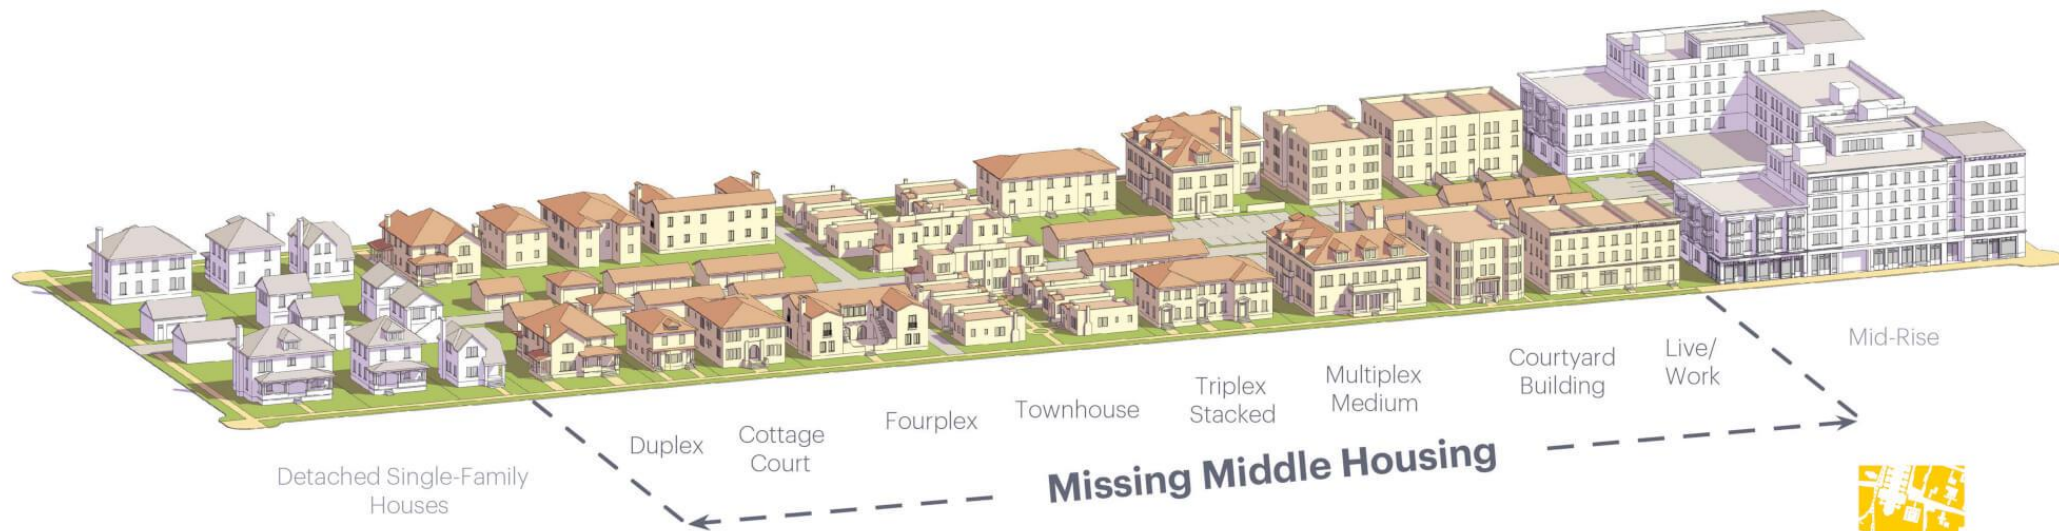 Detached Single-Family
Houses
Duplex
Cottage
Court
Fourplex
Townhouse
Triplex
Stacked
Multiplex
Medium
Courtyard
Building
Live/
Work
Mid-Rise
Missing Middle Housing